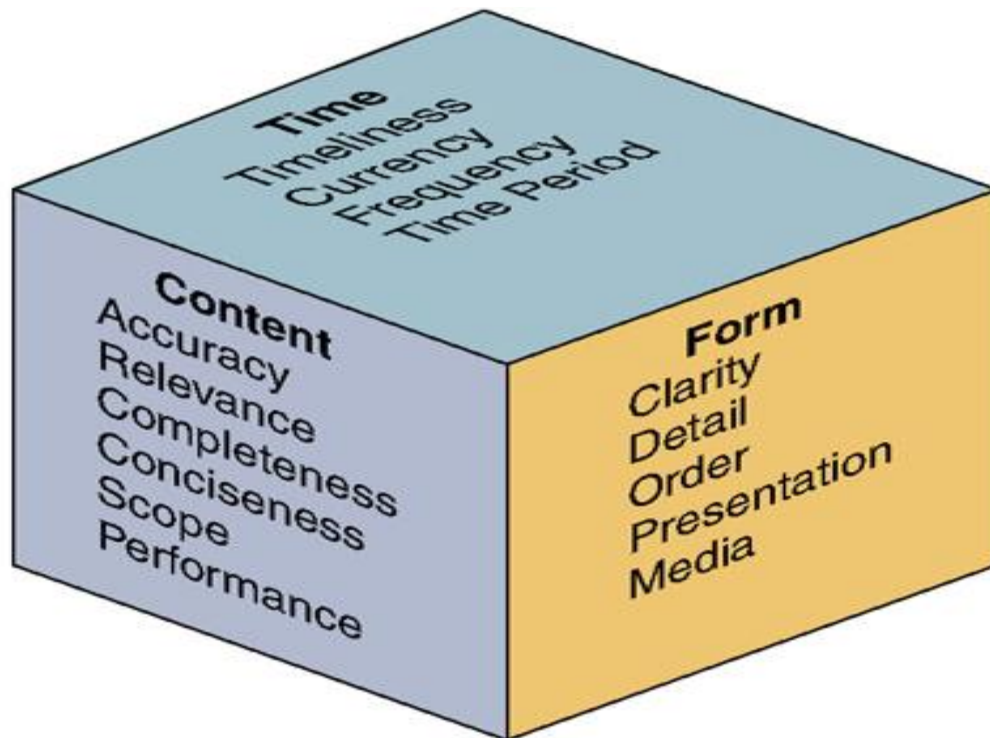 Time
Timeliness
Currency
Frequency
Time Period
Content
Accuracy
Relevance
Completeness
Conciseness
Scope
Performance
Form
Clarity
Detail
Order
Presentation
Media